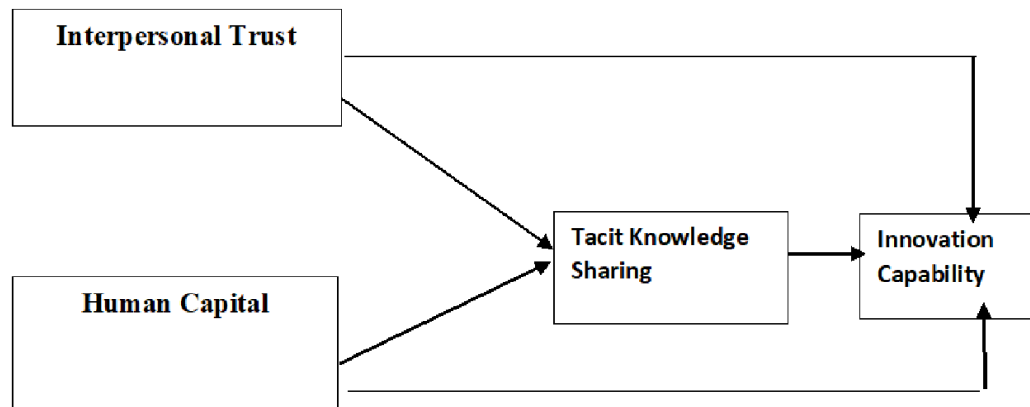 Interpersonal Trust
Tacit Knowledge
Sharing
Innovation
Capability
Human Capital